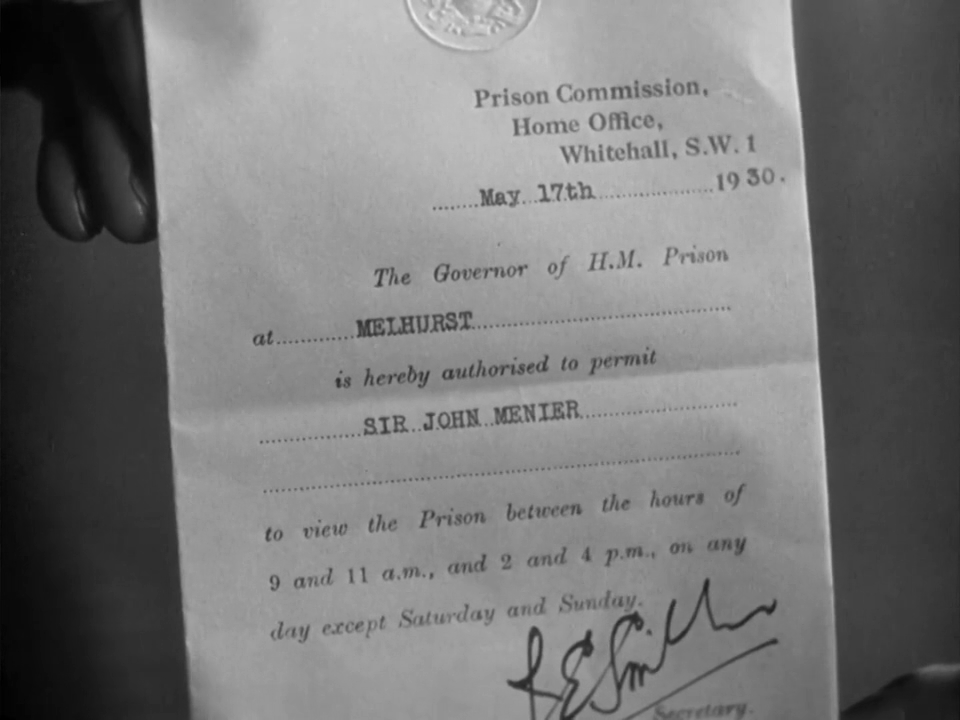 Prison Commission,
Home Office,
Whitehall, S.W. 1
May 17th 1930.
The Governor of H.M. Prison
at MELHURST
is hereby authorised to permit
SIR JOHN MENIER
to view the Prison between the hours of
9 and 11 a.m., and 2 and 4 p.m., on any
day except Saturday and Sunday.
Secretary.